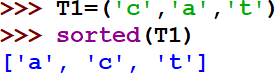 >>> T1=('c','a','t')
>>> sorted(T1)
['a', 'c', 't']